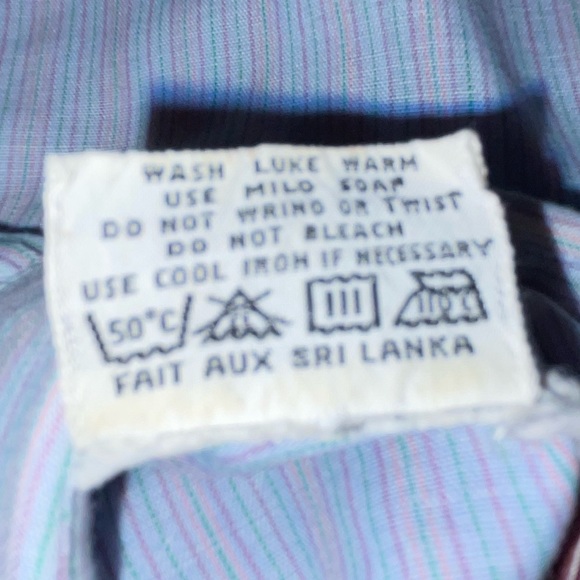 WASH LUKE WARM
USE MILD SOAP
DO NOT WRING OR TWIST
DO NOT BLEACH
USE COOL IRON IF NECESSARY
50°C
FAIT AUX SRI LANKA